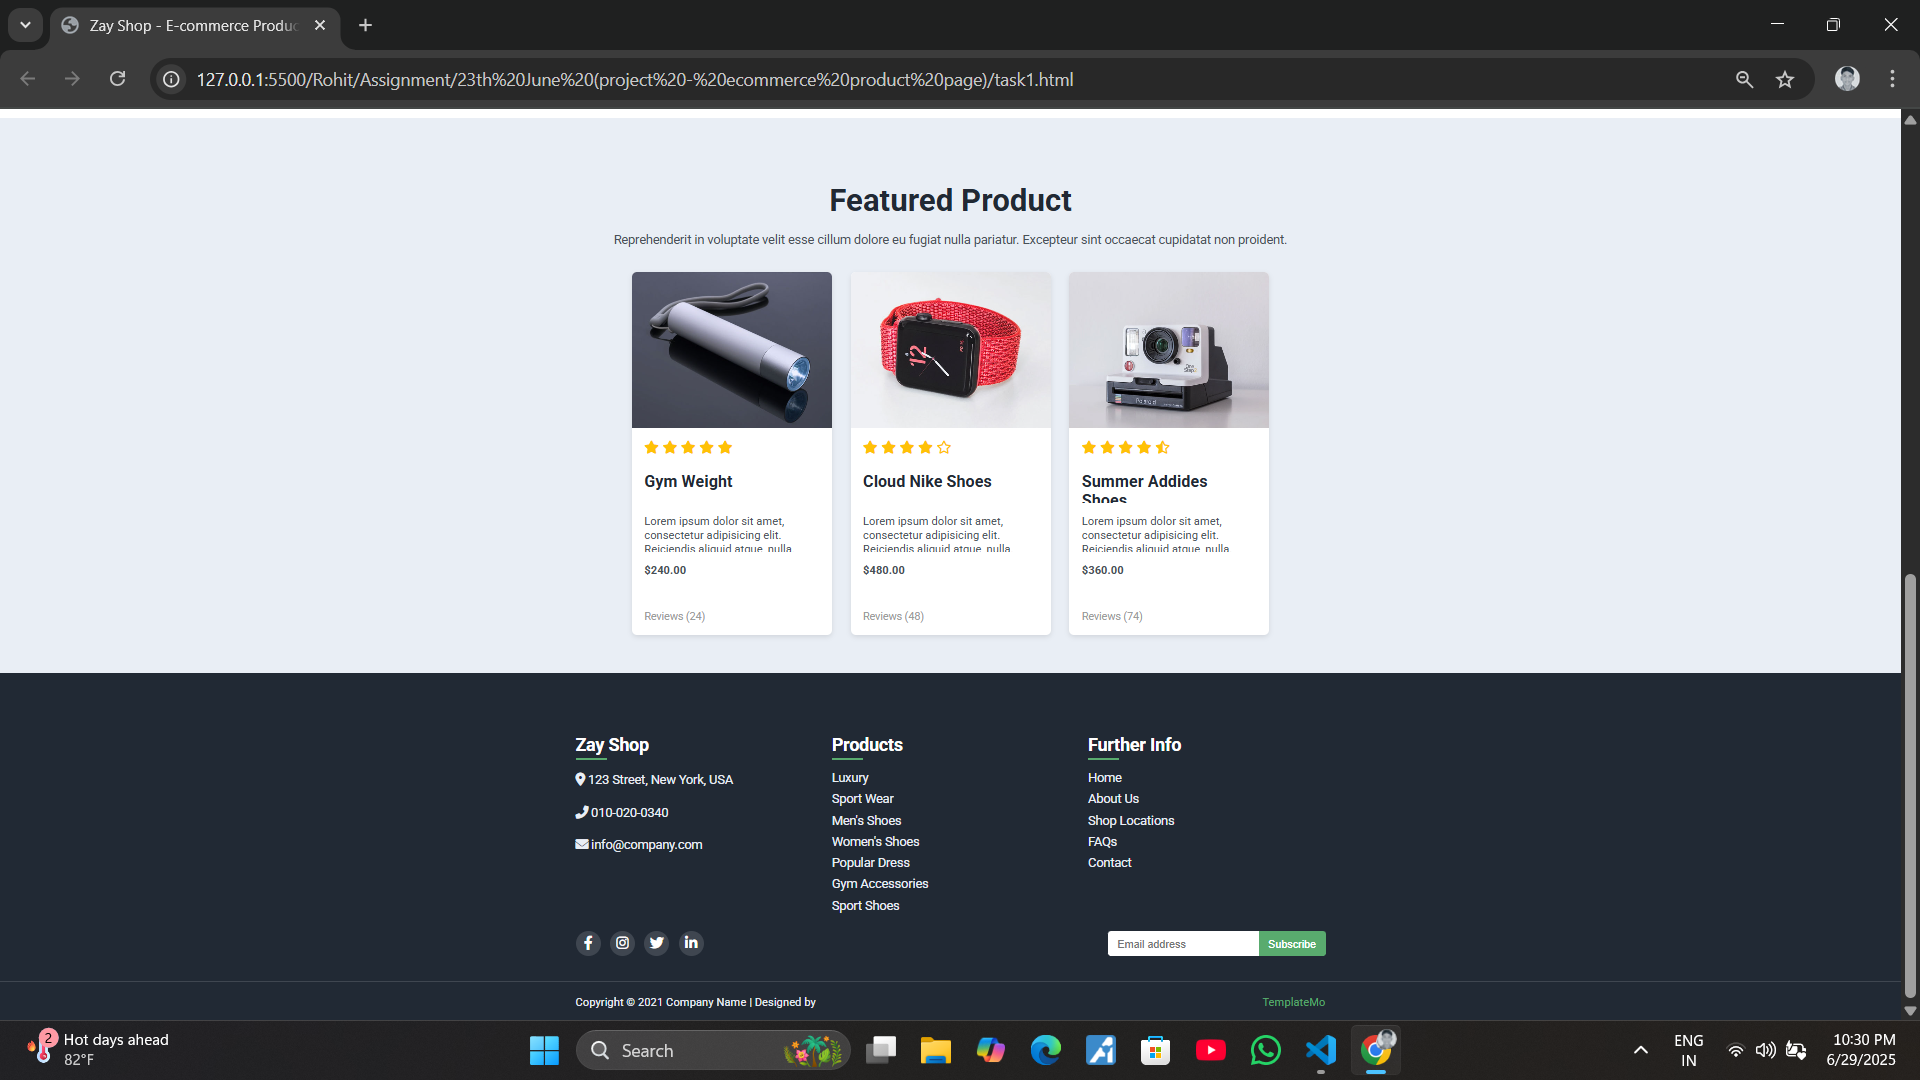 Zay Shop - E-commerce Produc
127.0.0.1:5500/Rohit/Assignment/23th%20June%20(project%20-%20ecommerce%20product%20page)/task1.html
Featured Product
Reprehenderit in voluptate velit esse cillum dolore eu fugiat nulla pariatur. Excepteur sint occaecat cupidatat non proident.
12
Polaroid
Gym Weight
Lorem ipsum dolor sit amet,
consectetur adipisicing elit.
Reiciendis aliquid atque, nulla
$240.00
Reviews (24)
Cloud Nike Shoes
Lorem ipsum dolor sit amet,
consectetur adipisicing elit.
Reiciendis aliquid atque, nulla
$480.00
Reviews (48)
Summer Addides
Shoes
Lorem ipsum dolor sit amet,
consectetur adipisicing elit.
Reiciendis aliquid atque, nulla
$360.00
Reviews (74)
Zay Shop
123 Street, New York, USA
010-020-0340
info@company.com
Products
Luxury
Sport Wear
Men's Shoes
Women's Shoes
Popular Dress
Gym Accessories
Sport Shoes
Further Info
Home
About Us
Shop Locations
FAQs
Contact
Email address
Subscribe
Copyright © 2021 Company Name | Designed by
TemplateMo
2
Hot days ahead
82°F
Search
ENG
IN
10:30 PM
6/29/2025